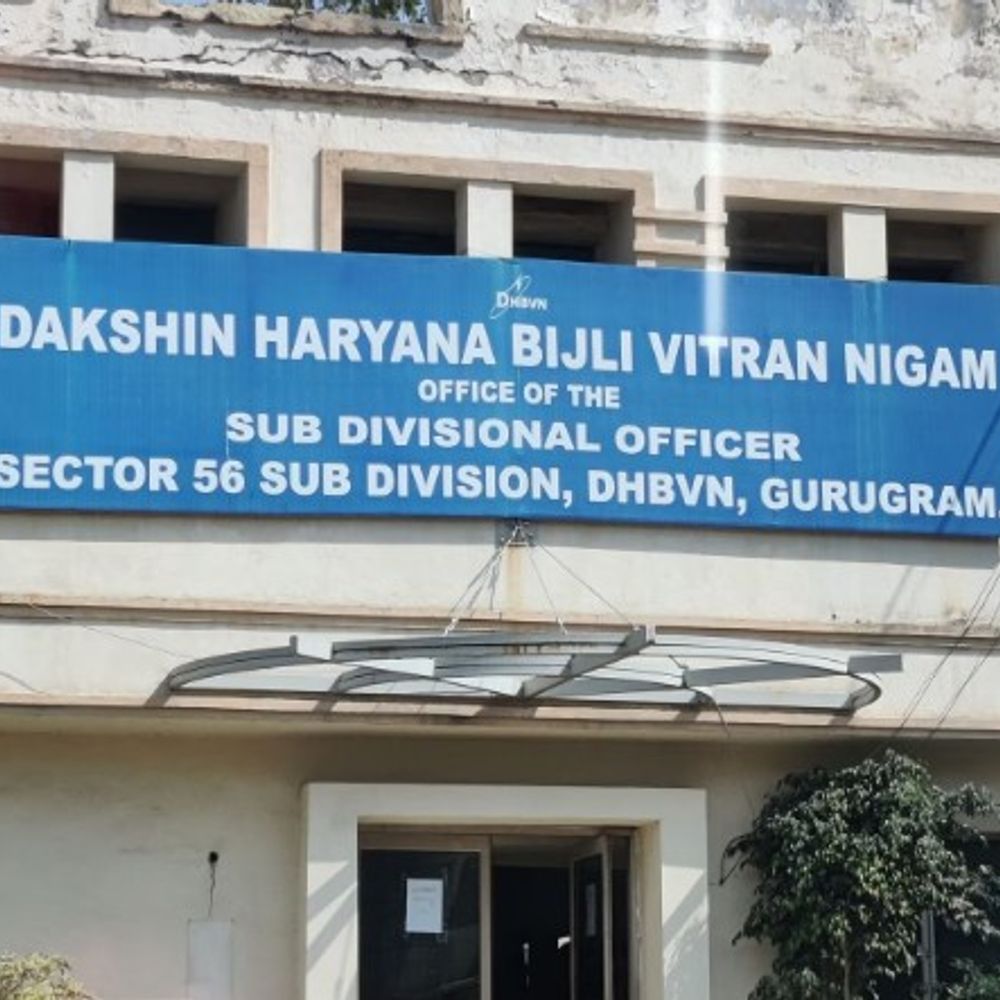 DHBVN
DAKSHIN HARYANA BIJLI VITRAN NIGAM
OFFICE OF THE
SUB DIVISIONAL OFFICER
SECTOR 56 SUB DIVISION, DHBVN, GURUGRAM.